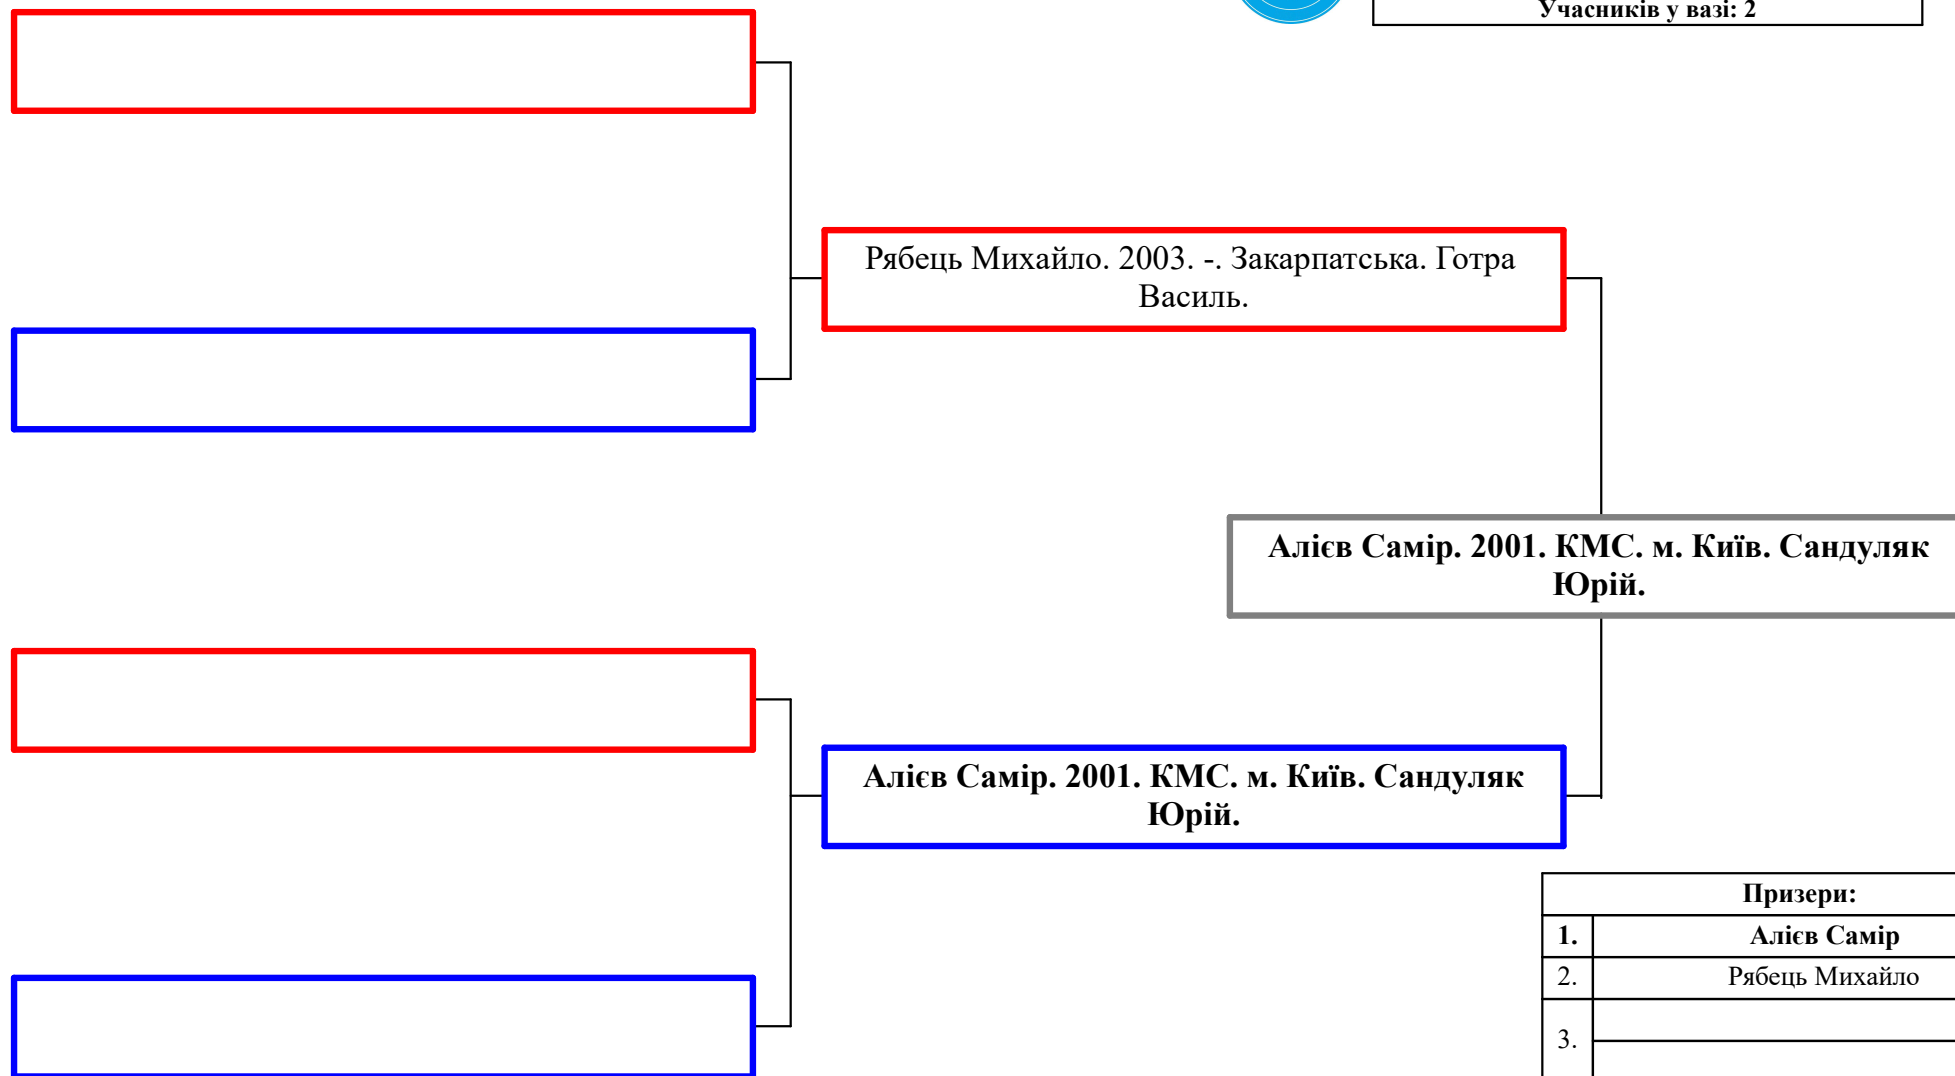 Учасників у вазі: 2
Рябець Михайло. 2003. -. Закарпатська. Готра
Василь.
Алієв Самір. 2001. КМС. м. Київ. Сандуляк
Юрій.
Алієв Самір. 2001. КМС. м. Київ. Сандуляк
Юрій.
Призери:
1. Алієв Самір
2. Рябець Михайло
3.